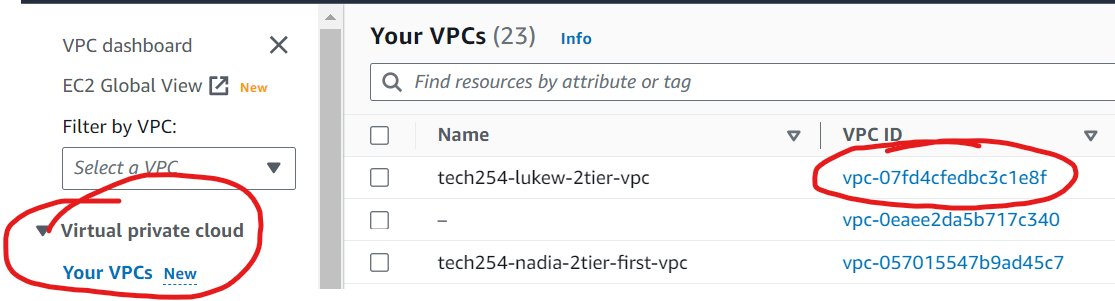 VPC dashboard
EC2 Global View New
Filter by VPC:
Select a VPC
Virtual private cloud
Your VPCs New
Your VPCs (23) Info
Find resources by attribute or tag
Name VPC ID
tech254-lukew-2tier-vpc vpc-07fd4cfedbc3c1e8f
– vpc-0eaee2da5b717c340
tech254-nadia-2tier-first-vpc vpc-057015547b9ad45c7